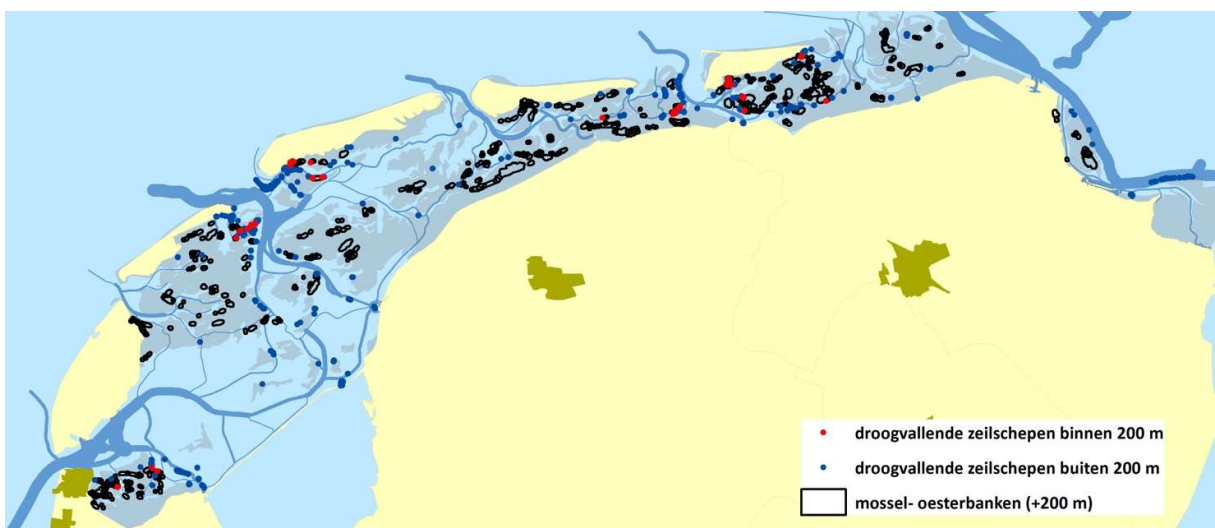 droogvallende zeilschepen binnen 200 m
droogvallende zeilschepen buiten 200 m
mossel- oesterbanken (+200 m)